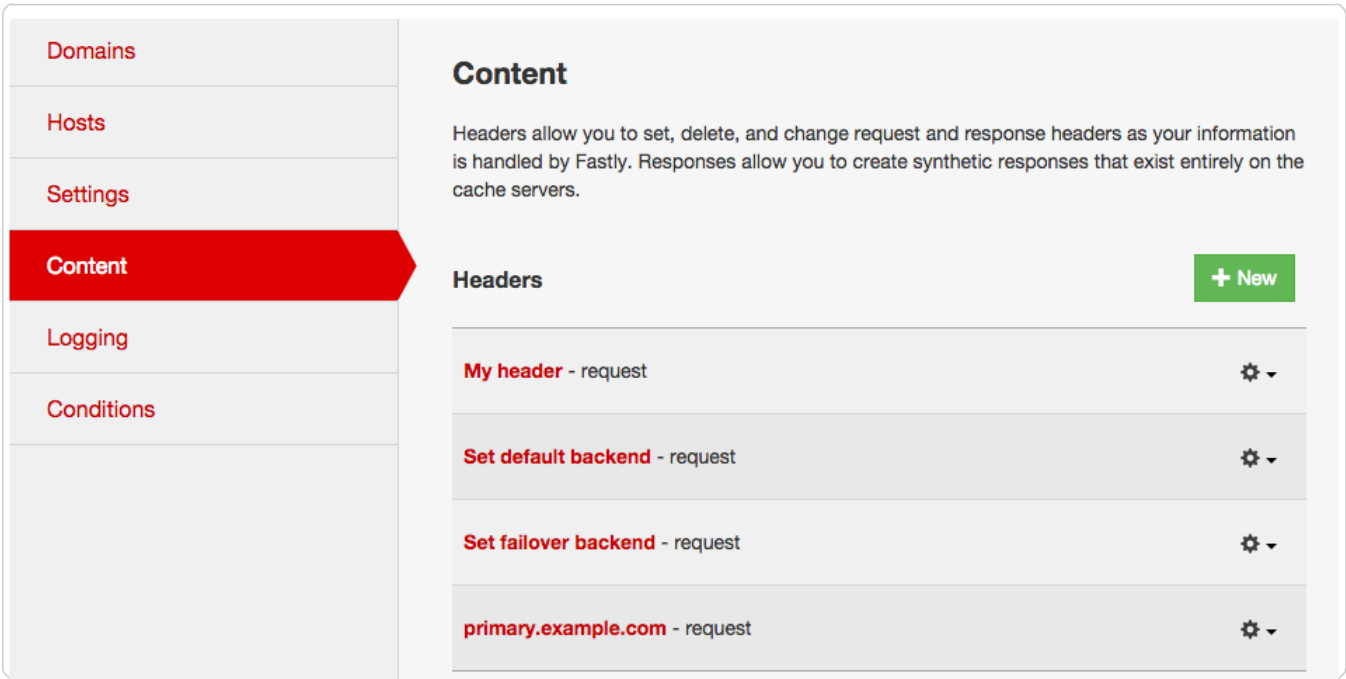 Domains
Hosts
Settings
Content
Logging
Conditions
Content
Headers allow you to set, delete, and change request and response headers as your information
is handled by Fastly. Responses allow you to create synthetic responses that exist entirely on the
cache servers.
Headers
+ New
My header - request
Set default backend - request
Set failover backend - request
primary.example.com - request